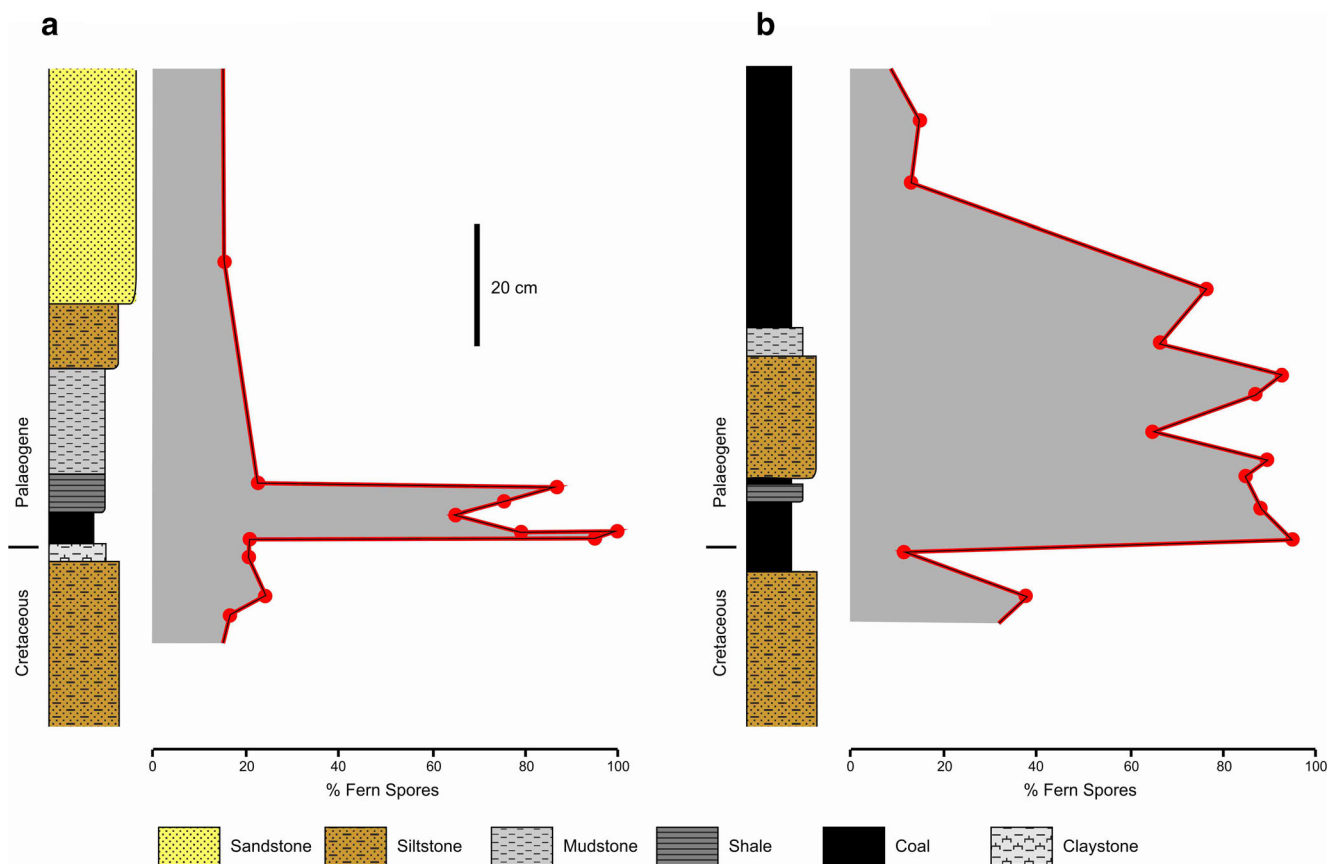 a
b
Palaeogene
Cretaceous
20 cm
Palaeogene
Cretaceous
0 20 40 60 80 100
% Fern Spores
0 20 40 60 80 100
% Fern Spores
Sandstone Siltstone Mudstone Shale Coal Claystone